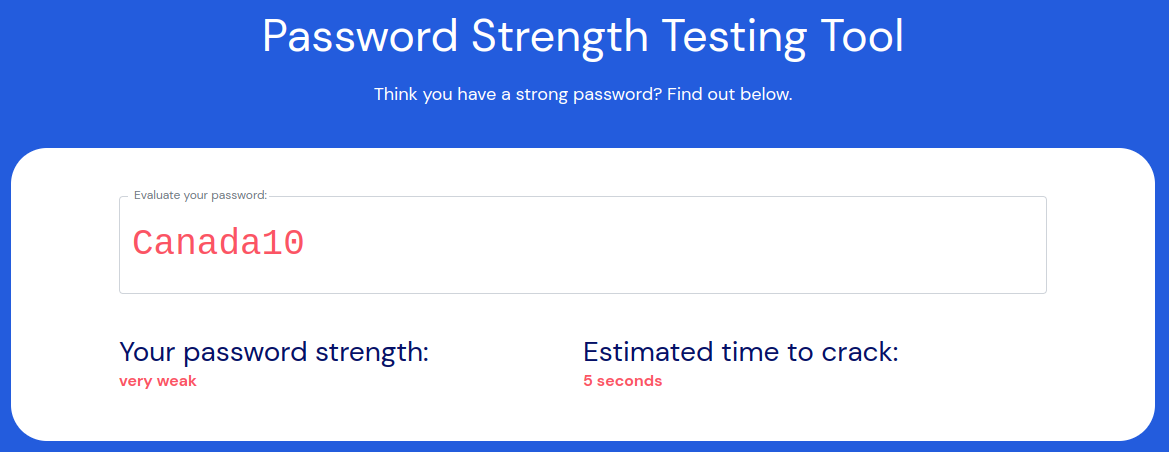 Password Strength Testing Tool
Think you have a strong password? Find out below.
Evaluate your password:
Canada10
Your password strength:
very weak
Estimated time to crack:
5 seconds